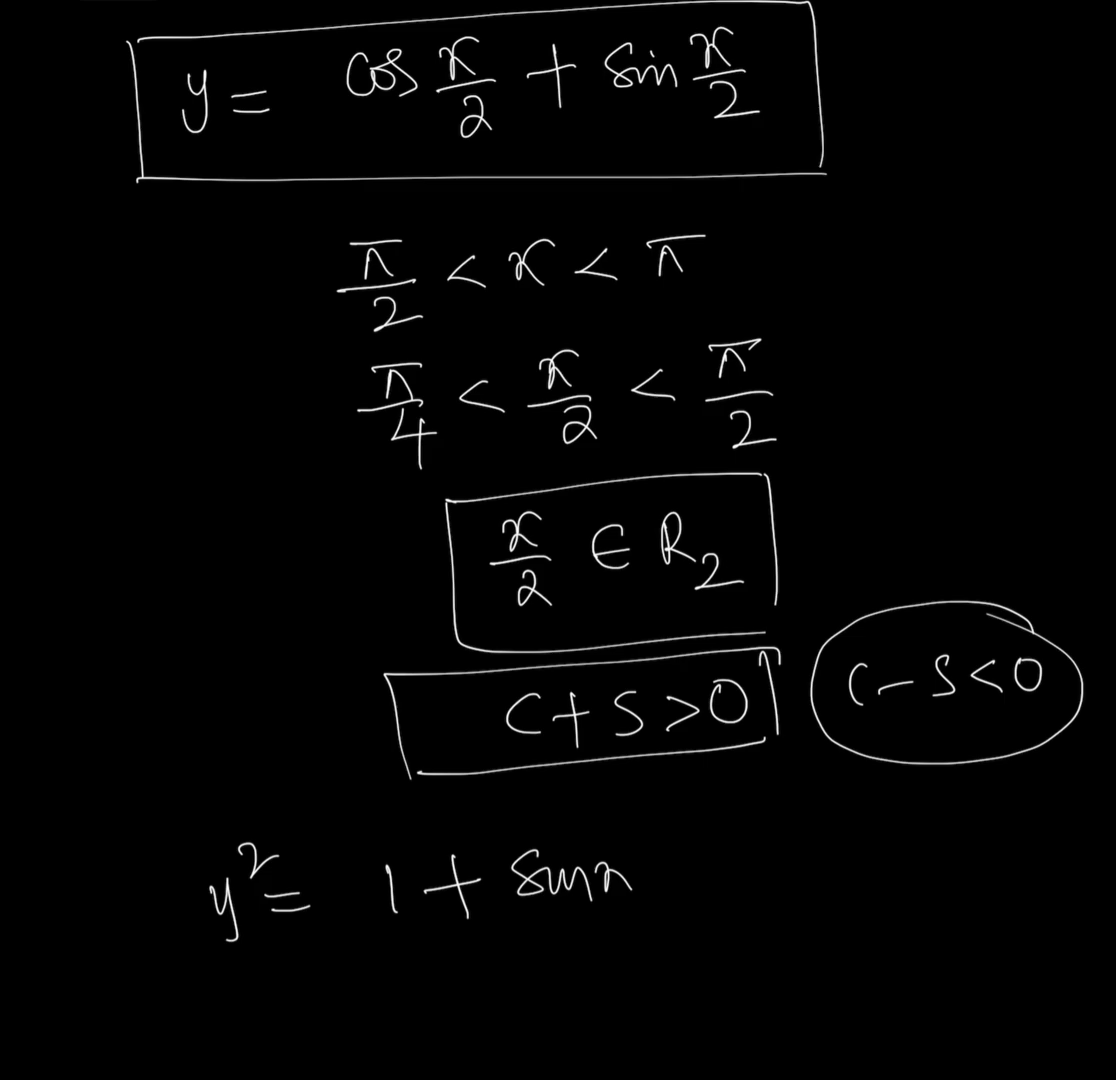 y = cos x/2 + sin x/2
π/2 < x < π
π/4 < x/2 < π/2
x/2 ∈ R₂
C + S > 0
C − S < 0
y² = 1 + sin x